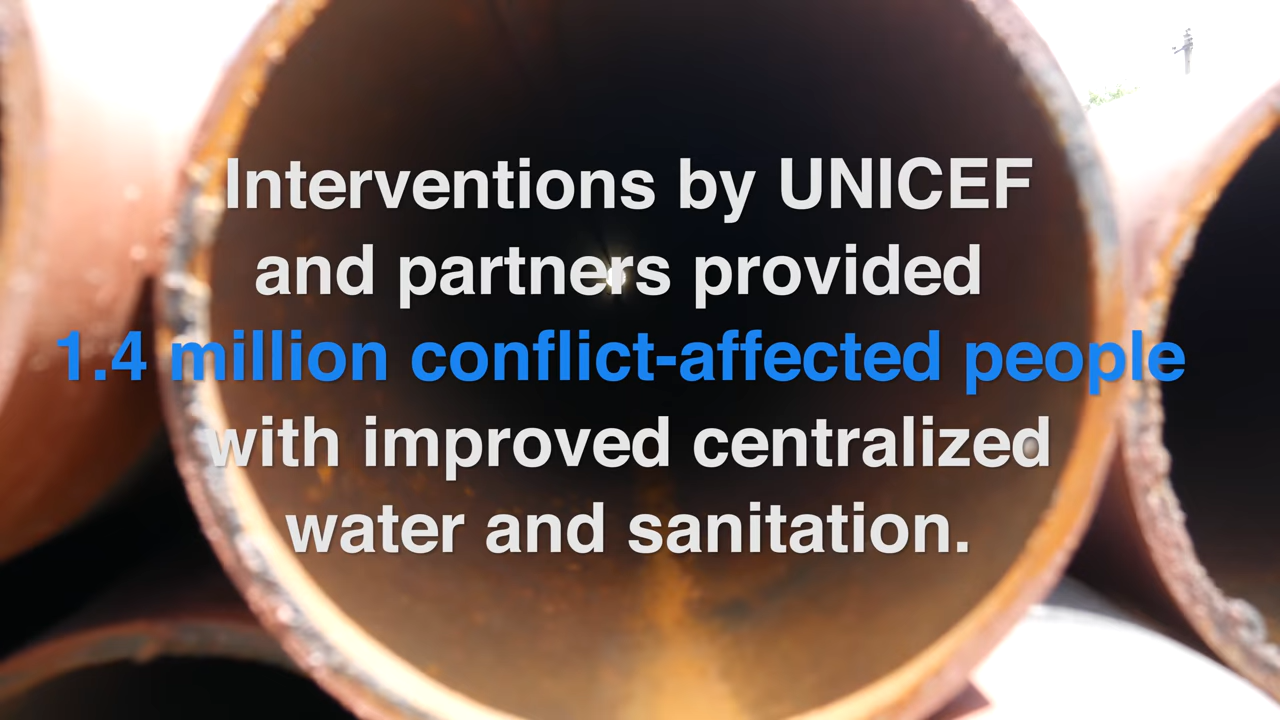 Interventions by UNICEF
and partners provided
1.4 million conflict-affected people
with improved centralized
water and sanitation.